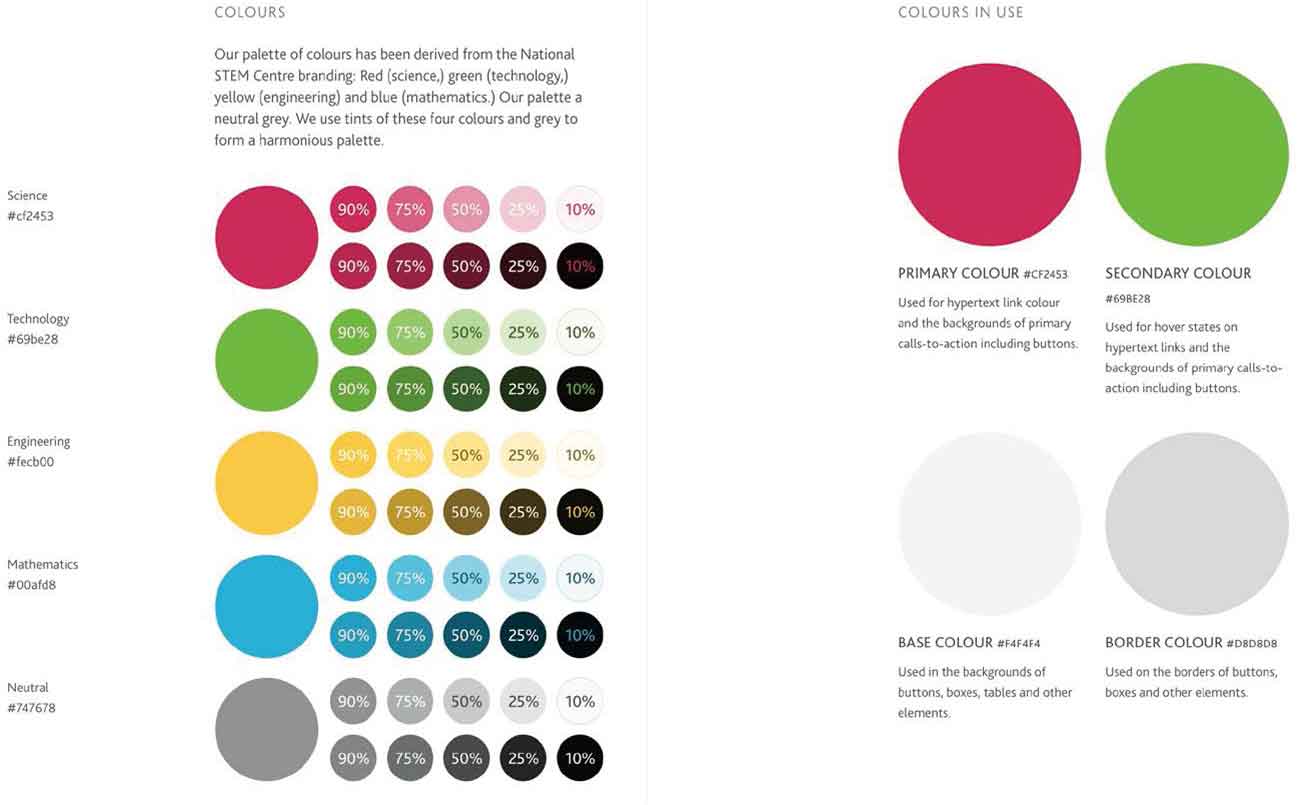 COLOURS
Our palette of colours has been derived from the National
STEM Centre branding: Red (science,) green (technology,)
yellow (engineering) and blue (mathematics.) Our palette a
neutral grey. We use tints of these four colours and grey to
form a harmonious palette.
Science
#cf2453
90% 75% 50% 25% 10%
90% 75% 50% 25% 10%
Technology
#69be28
90% 75% 50% 25% 10%
90% 75% 50% 25% 10%
Engineering
#fecb00
90% 75% 50% 25% 10%
90% 75% 50% 25% 10%
Mathematics
#00afd8
90% 75% 50% 25% 10%
90% 75% 50% 25% 10%
Neutral
#747678
90% 75% 50% 25% 10%
90% 75% 50% 25% 10%
COLOURS IN USE
PRIMARY COLOUR #CF2453
Used for hypertext link colour
and the backgrounds of primary
calls-to-action including buttons.
SECONDARY COLOUR
#69BE28
Used for hover states on
hypertext links and the
backgrounds of primary calls-to-
action including buttons.
BASE COLOUR #F4F4F4
Used in the backgrounds of
buttons, boxes, tables and other
elements.
BORDER COLOUR #D8D8D8
Used on the borders of buttons,
boxes and other elements.